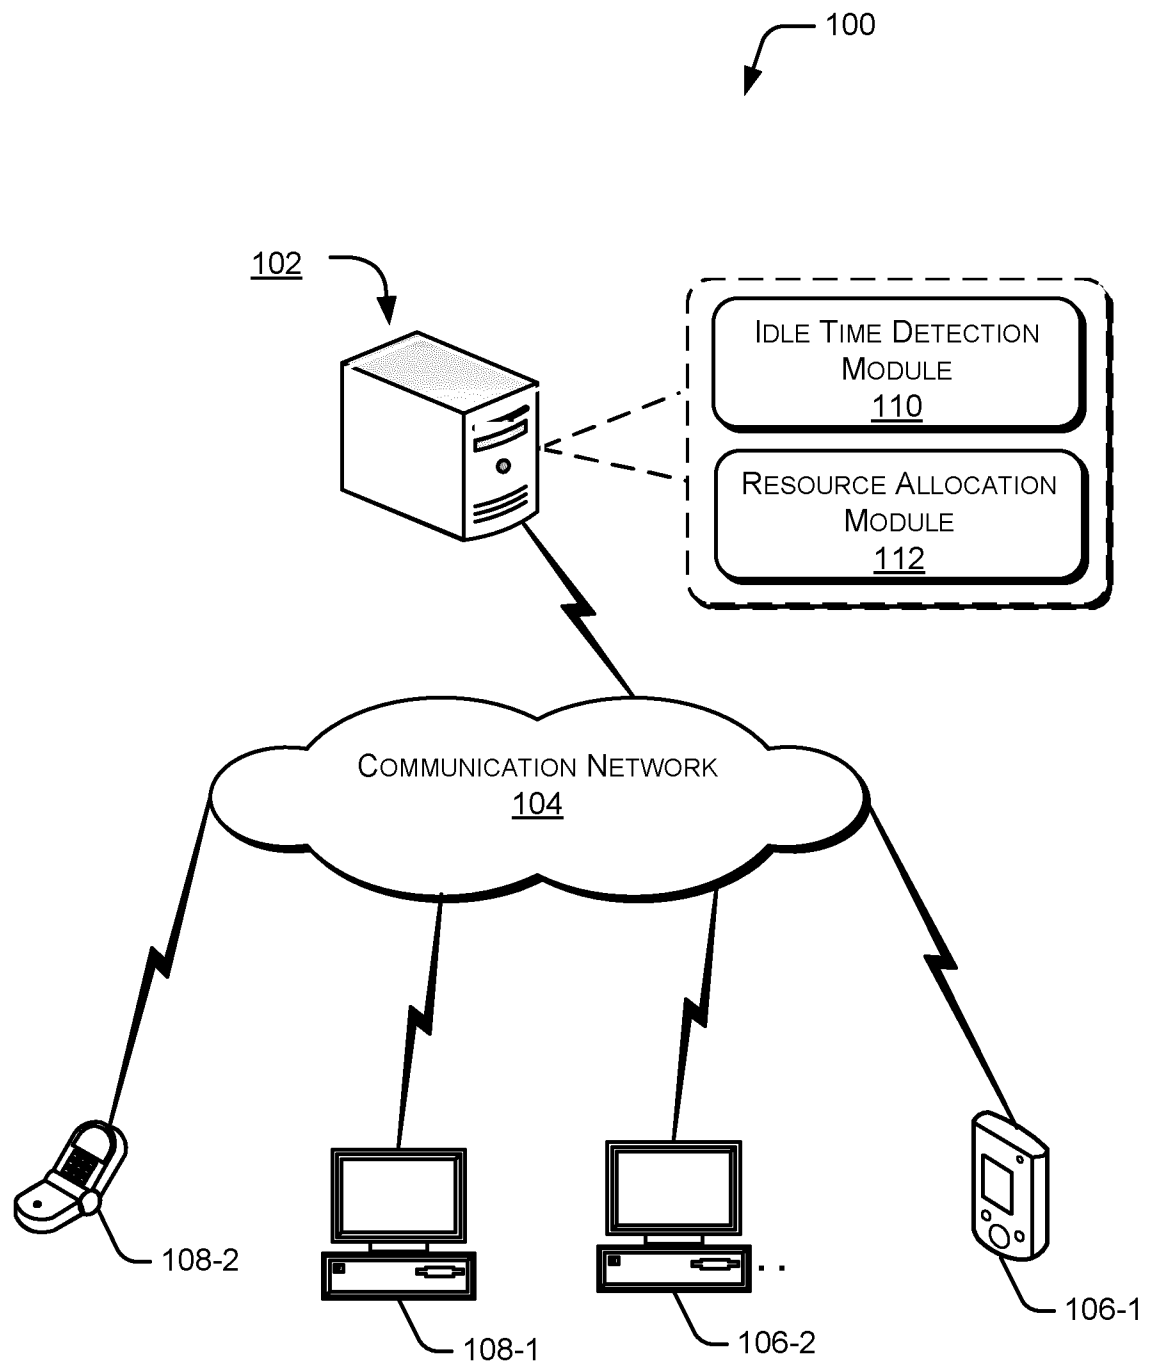 100
102
IDLE TIME DETECTION
MODULE
110
RESOURCE ALLOCATION
MODULE
112
COMMUNICATION NETWORK
104
108-2
108-1
106-2
106-1